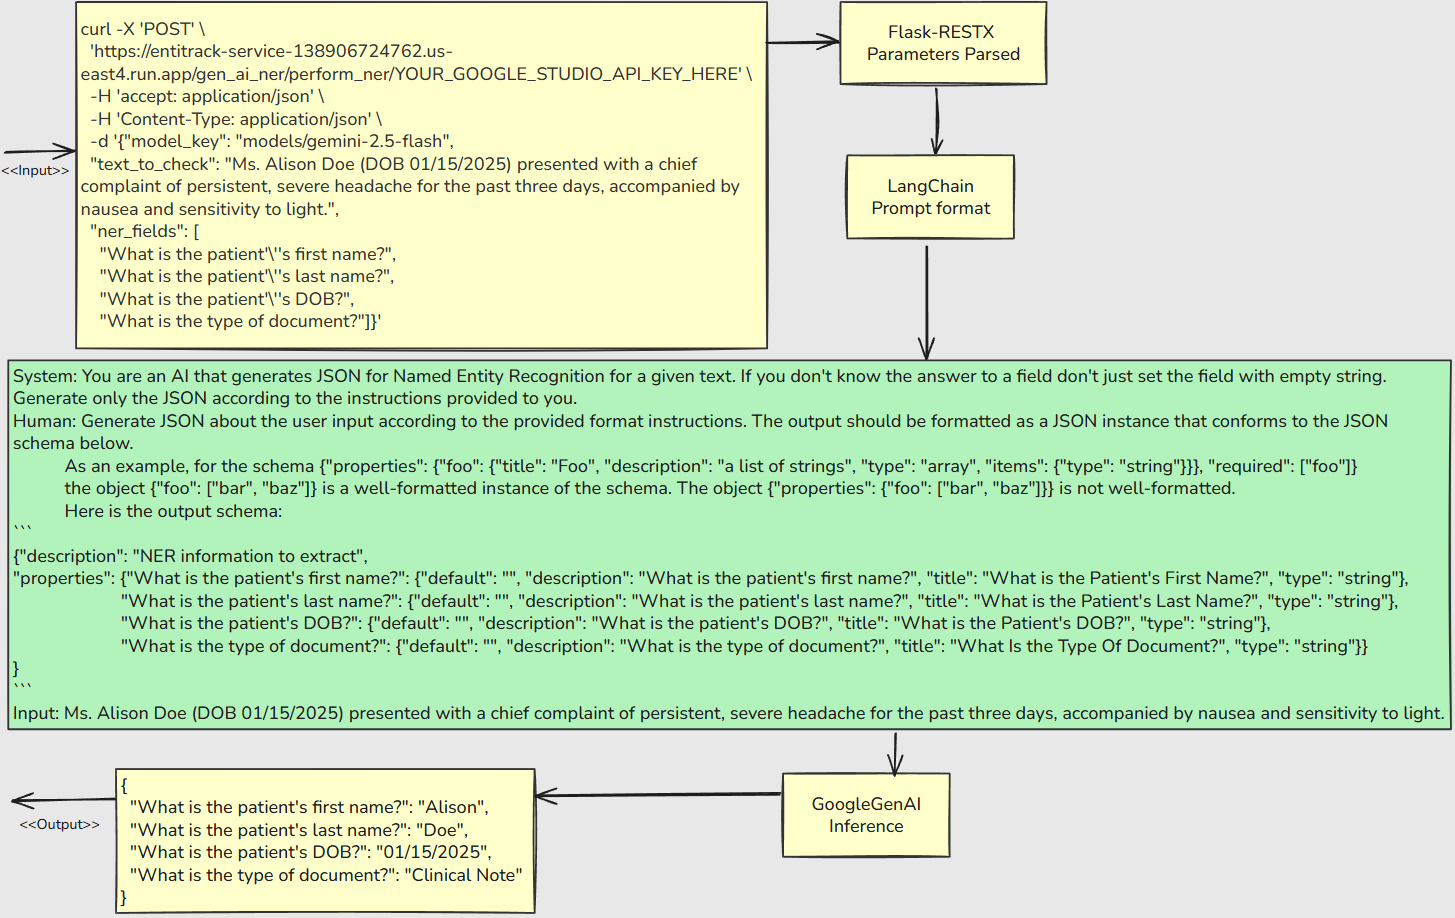 curl -X 'POST' \
'https://entitrack-service-138906724762.us-
east4.run.app/gen_ai_ner/perform_ner/YOUR_GOOGLE_STUDIO_API_KEY_HERE' \
-H 'accept: application/json' \
-H 'Content-Type: application/json' \
-d '{"model_key": "models/gemini-2.5-flash",
"text_to_check": "Ms. Alison Doe (DOB 01/15/2025) presented with a chief
complaint of persistent, severe headache for the past three days, accompanied by
nausea and sensitivity to light.",
"ner_fields": [
"What is the patient'\''s first name?",
"What is the patient'\''s last name?",
"What is the patient'\''s DOB?",
"What is the type of document?"]}'
<<Input>>
Flask-RESTX
Parameters Parsed
LangChain
Prompt format
System: You are an AI that generates JSON for Named Entity Recognition for a given text. If you don't know the answer to a field don't just set the field with empty string.
Generate only the JSON according to the instructions provided to you.
Human: Generate JSON about the user input according to the provided format instructions. The output should be formatted as a JSON instance that conforms to the JSON
schema below.
As an example, for the schema {"properties": {"foo": {"title": "Foo", "description": "a list of strings", "type": "array", "items": {"type": "string"}}}, "required": ["foo"]}
the object {"foo": ["bar", "baz"]} is a well-formatted instance of the schema. The object {"properties": {"foo": ["bar", "baz"]}} is not well-formatted.
Here is the output schema:
```
{"description": "NER information to extract",
"properties": {"What is the patient's first name?": {"default": "", "description": "What is the patient's first name?", "title": "What is the Patient's First Name?", "type": "string"},
"What is the patient's last name?": {"default": "", "description": "What is the patient's last name?", "title": "What is the Patient's Last Name?", "type": "string"},
"What is the patient's DOB?": {"default": "", "description": "What is the patient's DOB?", "title": "What is the Patient's DOB?", "type": "string"},
"What is the type of document?": {"default": "", "description": "What is the type of document?", "title": "What Is the Type Of Document?", "type": "string"}}
}
```
Input: Ms. Alison Doe (DOB 01/15/2025) presented with a chief complaint of persistent, severe headache for the past three days, accompanied by nausea and sensitivity to light.
GoogleGenAI
Inference
{
"What is the patient's first name?": "Alison",
"What is the patient's last name?": "Doe",
"What is the patient's DOB?": "01/15/2025",
"What is the type of document?": "Clinical Note"
}
<<Output>>